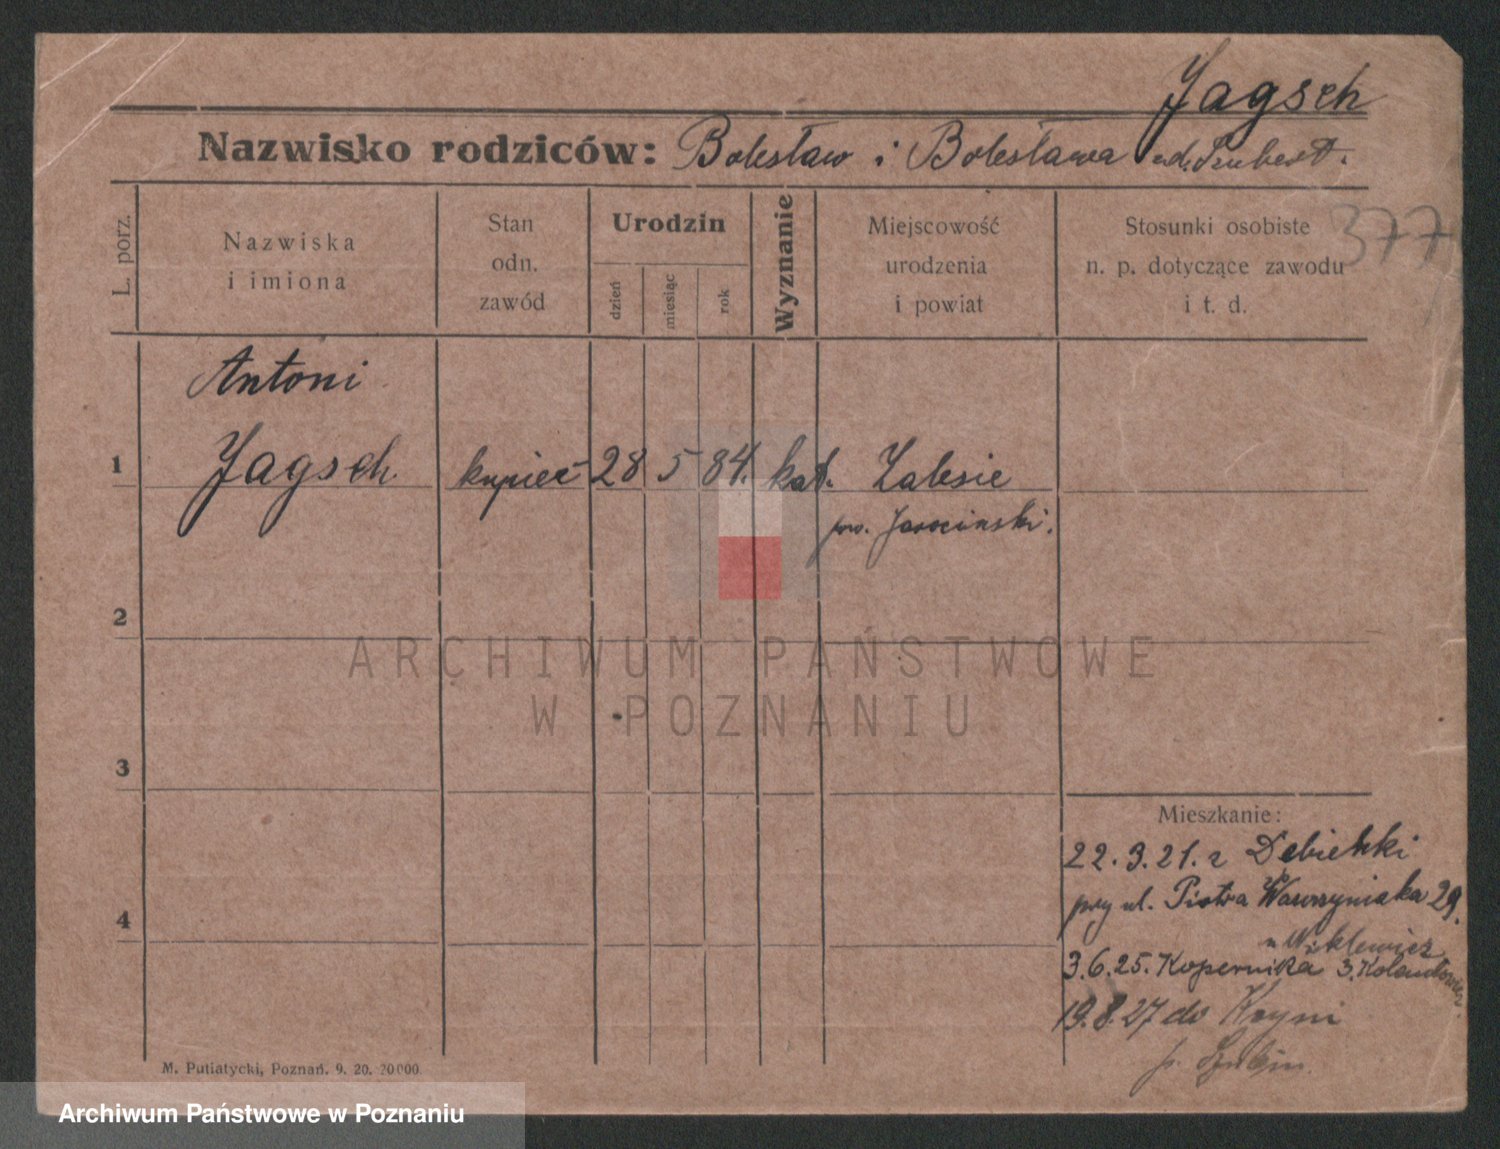 Jagsch
Nazwisko rodziców: Bolesław i Bolesława
377
L. porz.
Nazwiska
i imiona
Stan
odn.
zawód
Urodzin
dzień
miesiąc
rok
Wyznanie
Miejscowość
urodzenia
i powiat
Stosunki osobiste
n. p. dotyczące zawodu
i t. d.
Antoni
1 Jagsch kupiec 28 5 84. kat. Zalesie
pow. Jarociński.
2
3
4
ARCHIWUM PAŃSTWOWE
W POZNANIU
Mieszkanie:
22.3.21. z
przy ul. Piotra Wawrzyniaka 29.
3.6.25. Kopernika 3.
19.8.27 do Kcyni
M. Putiatycki, Poznań. 9. 20. 20000.
Archiwum Państwowe w Poznaniu